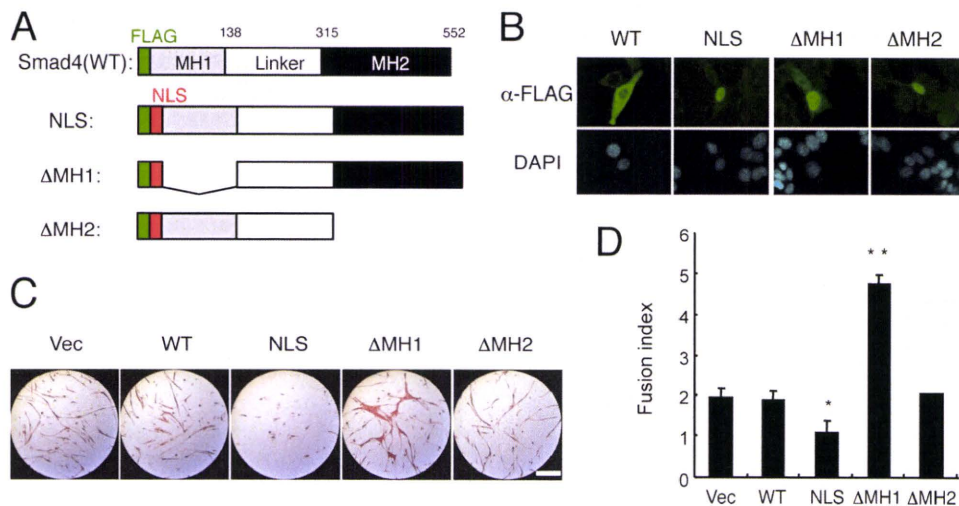 A
FLAG 138 315 552
Smad4(WT): MH1 Linker MH2
NLS
NLS:
ΔMH1:
ΔMH2:
B
WT NLS ΔMH1 ΔMH2
α-FLAG
DAPI
C
Vec WT NLS ΔMH1 ΔMH2
D
Fusion index
6
5
4
3
2
1
0
* *
*
Vec WT NLS ΔMH1 ΔMH2